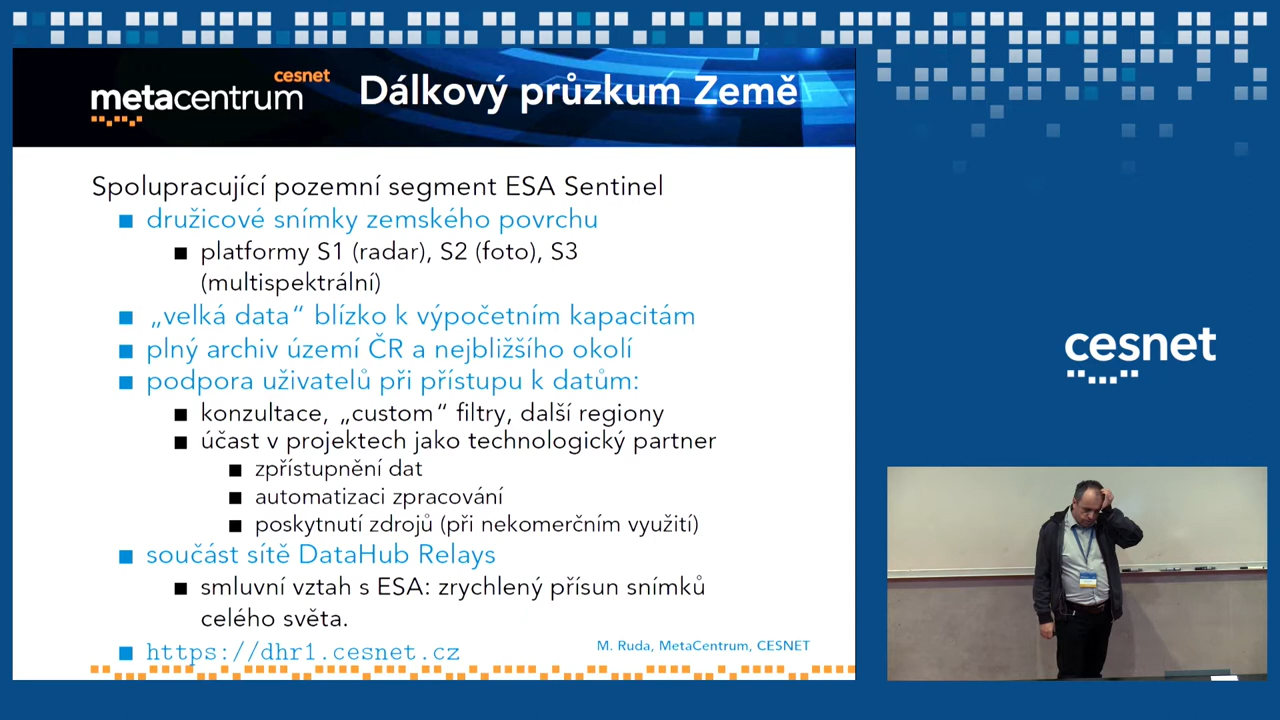 cesnet
metacentrum
Dálkový průzkum Země
Spolupracující pozemní segment ESA Sentinel
družicové snímky zemského povrchu
platformy S1 (radar), S2 (foto), S3
(multispektrální)
„velká data“ blízko k výpočetním kapacitám
plný archiv území ČR a nejbližšího okolí
podpora uživatelů při přístupu k datům:
konzultace, „custom“ filtry, další regiony
účast v projektech jako technologický partner
zpřístupnění dat
automatizaci zpracování
poskytnutí zdrojů (při nekomerčním využití)
součást sítě DataHub Relays
smluvní vztah s ESA: zrychlený přísun snímků
celého světa.
https://dhr1.cesnet.cz
M. Ruda, MetaCentrum, CESNET
cesnet